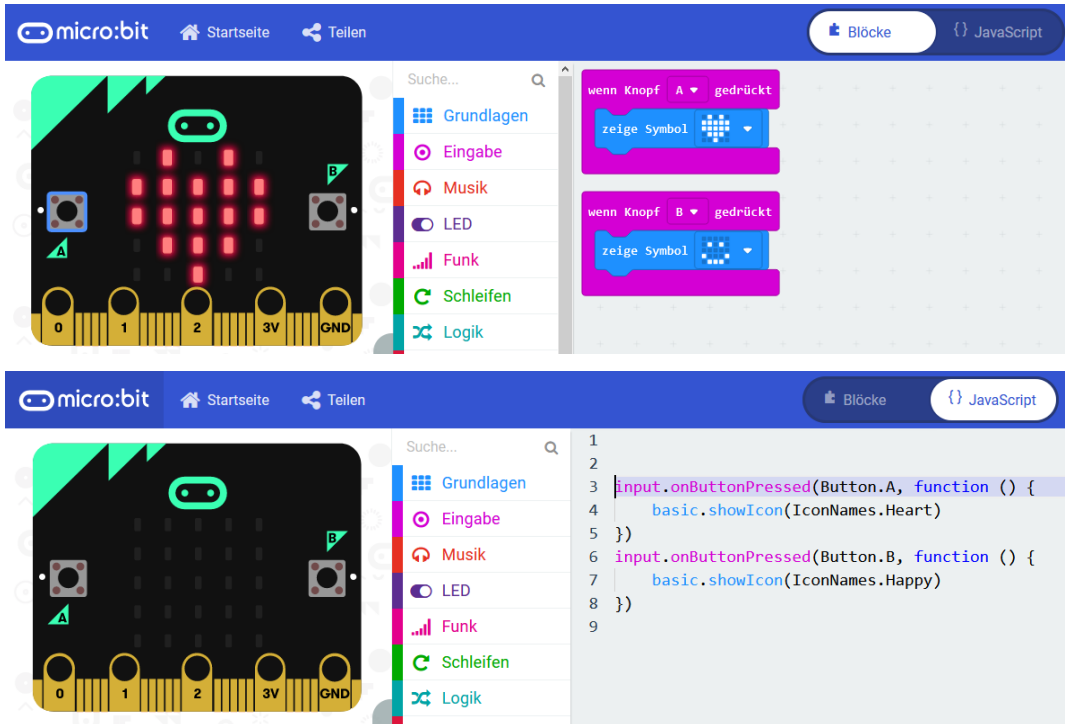 micro:bit Startseite Teilen Blöcke {} JavaScript
Suche...
Grundlagen
Eingabe
Musik
LED
Funk
Schleifen
Logik
B
A
0 1 2 3V GND
wenn Knopf A gedrückt
zeige Symbol
wenn Knopf B gedrückt
zeige Symbol
micro:bit Startseite Teilen Blöcke {} JavaScript
Suche...
Grundlagen
Eingabe
Musik
LED
Funk
Schleifen
Logik
B
A
0 1 2 3V GND
1
2
3 input.onButtonPressed(Button.A, function () {
4     basic.showIcon(IconNames.Heart)
5 })
6 input.onButtonPressed(Button.B, function () {
7     basic.showIcon(IconNames.Happy)
8 })
9